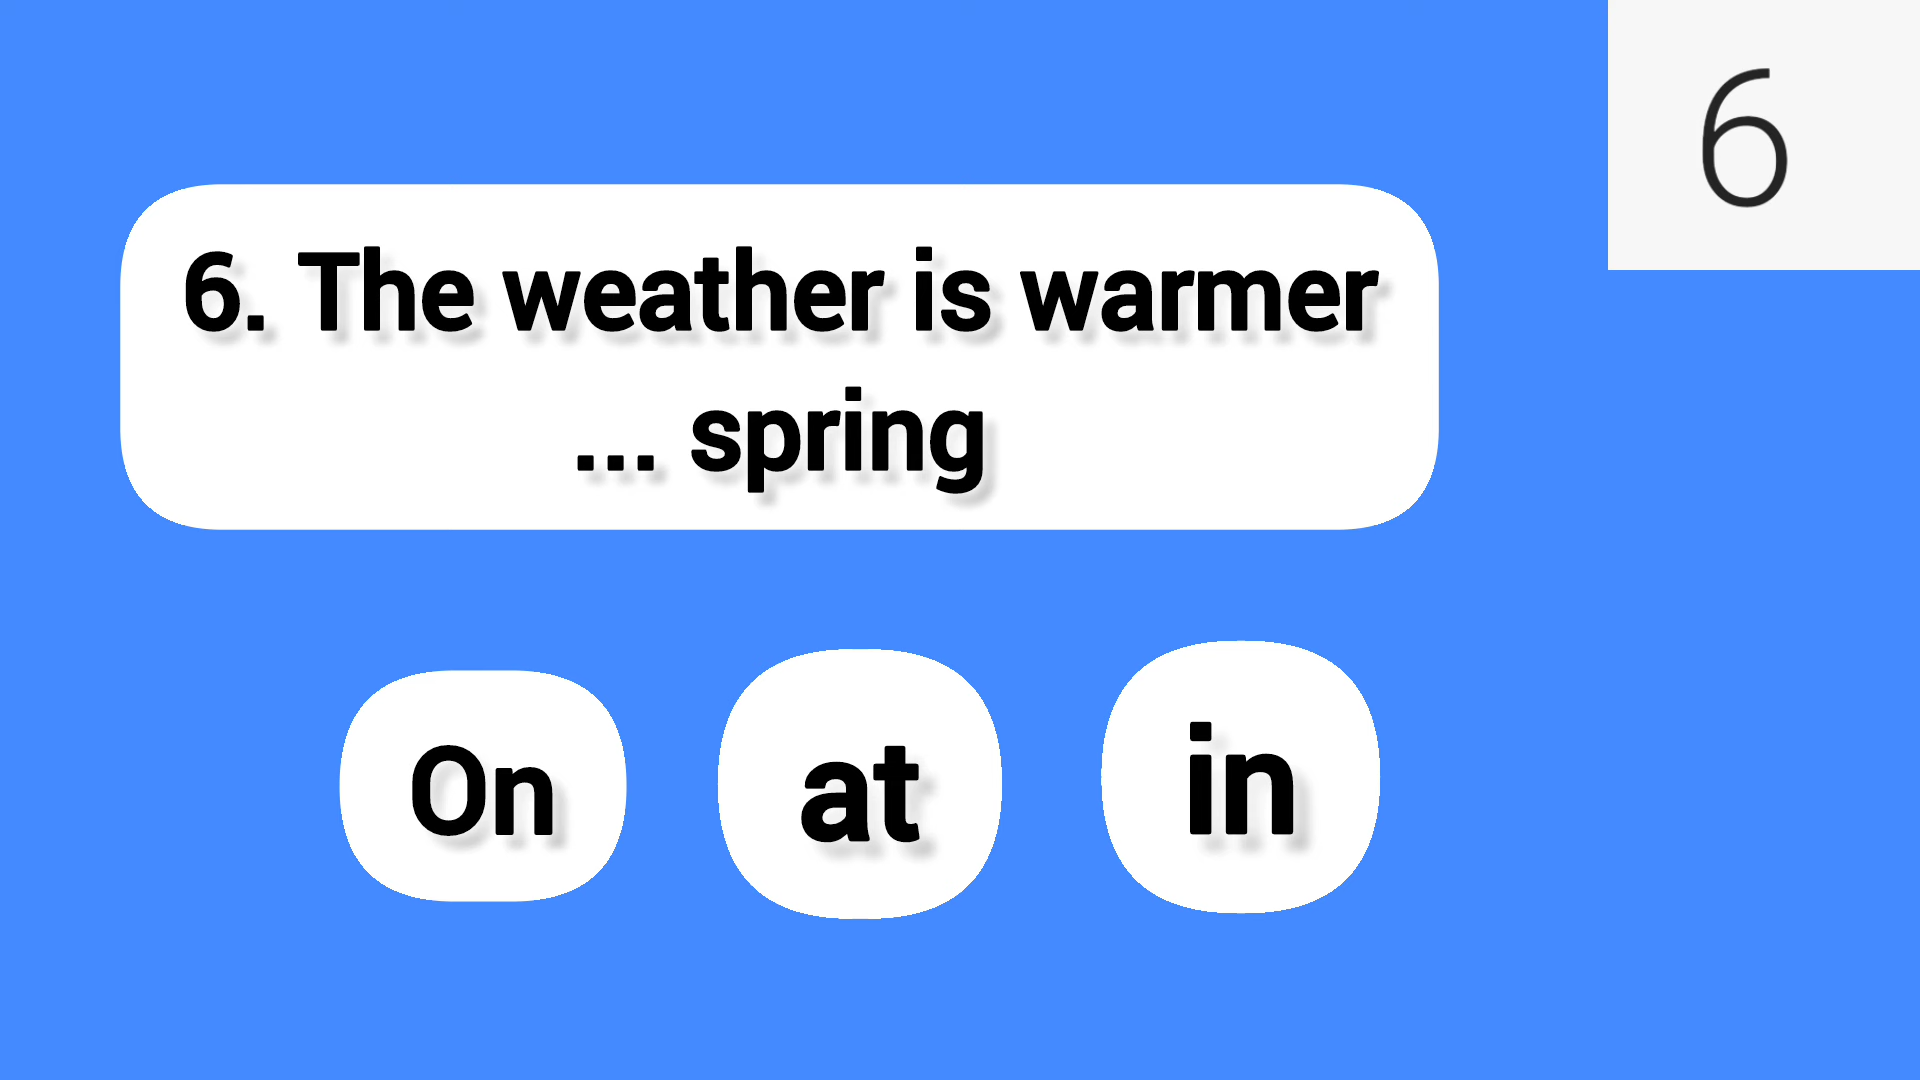 6
6. The weather is warmer
... spring
On
at
in